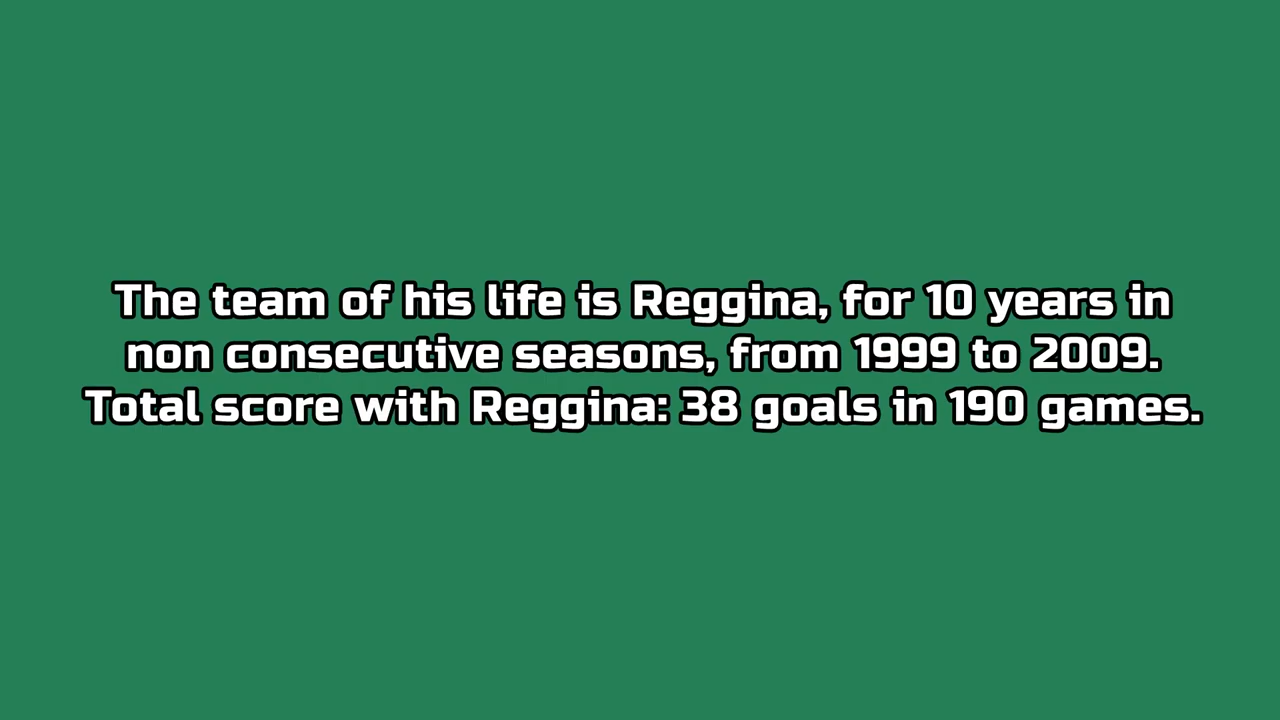 The team of his life is Reggina, for 10 years in
non consecutive seasons, from 1999 to 2009.
Total score with Reggina: 38 goals in 190 games.